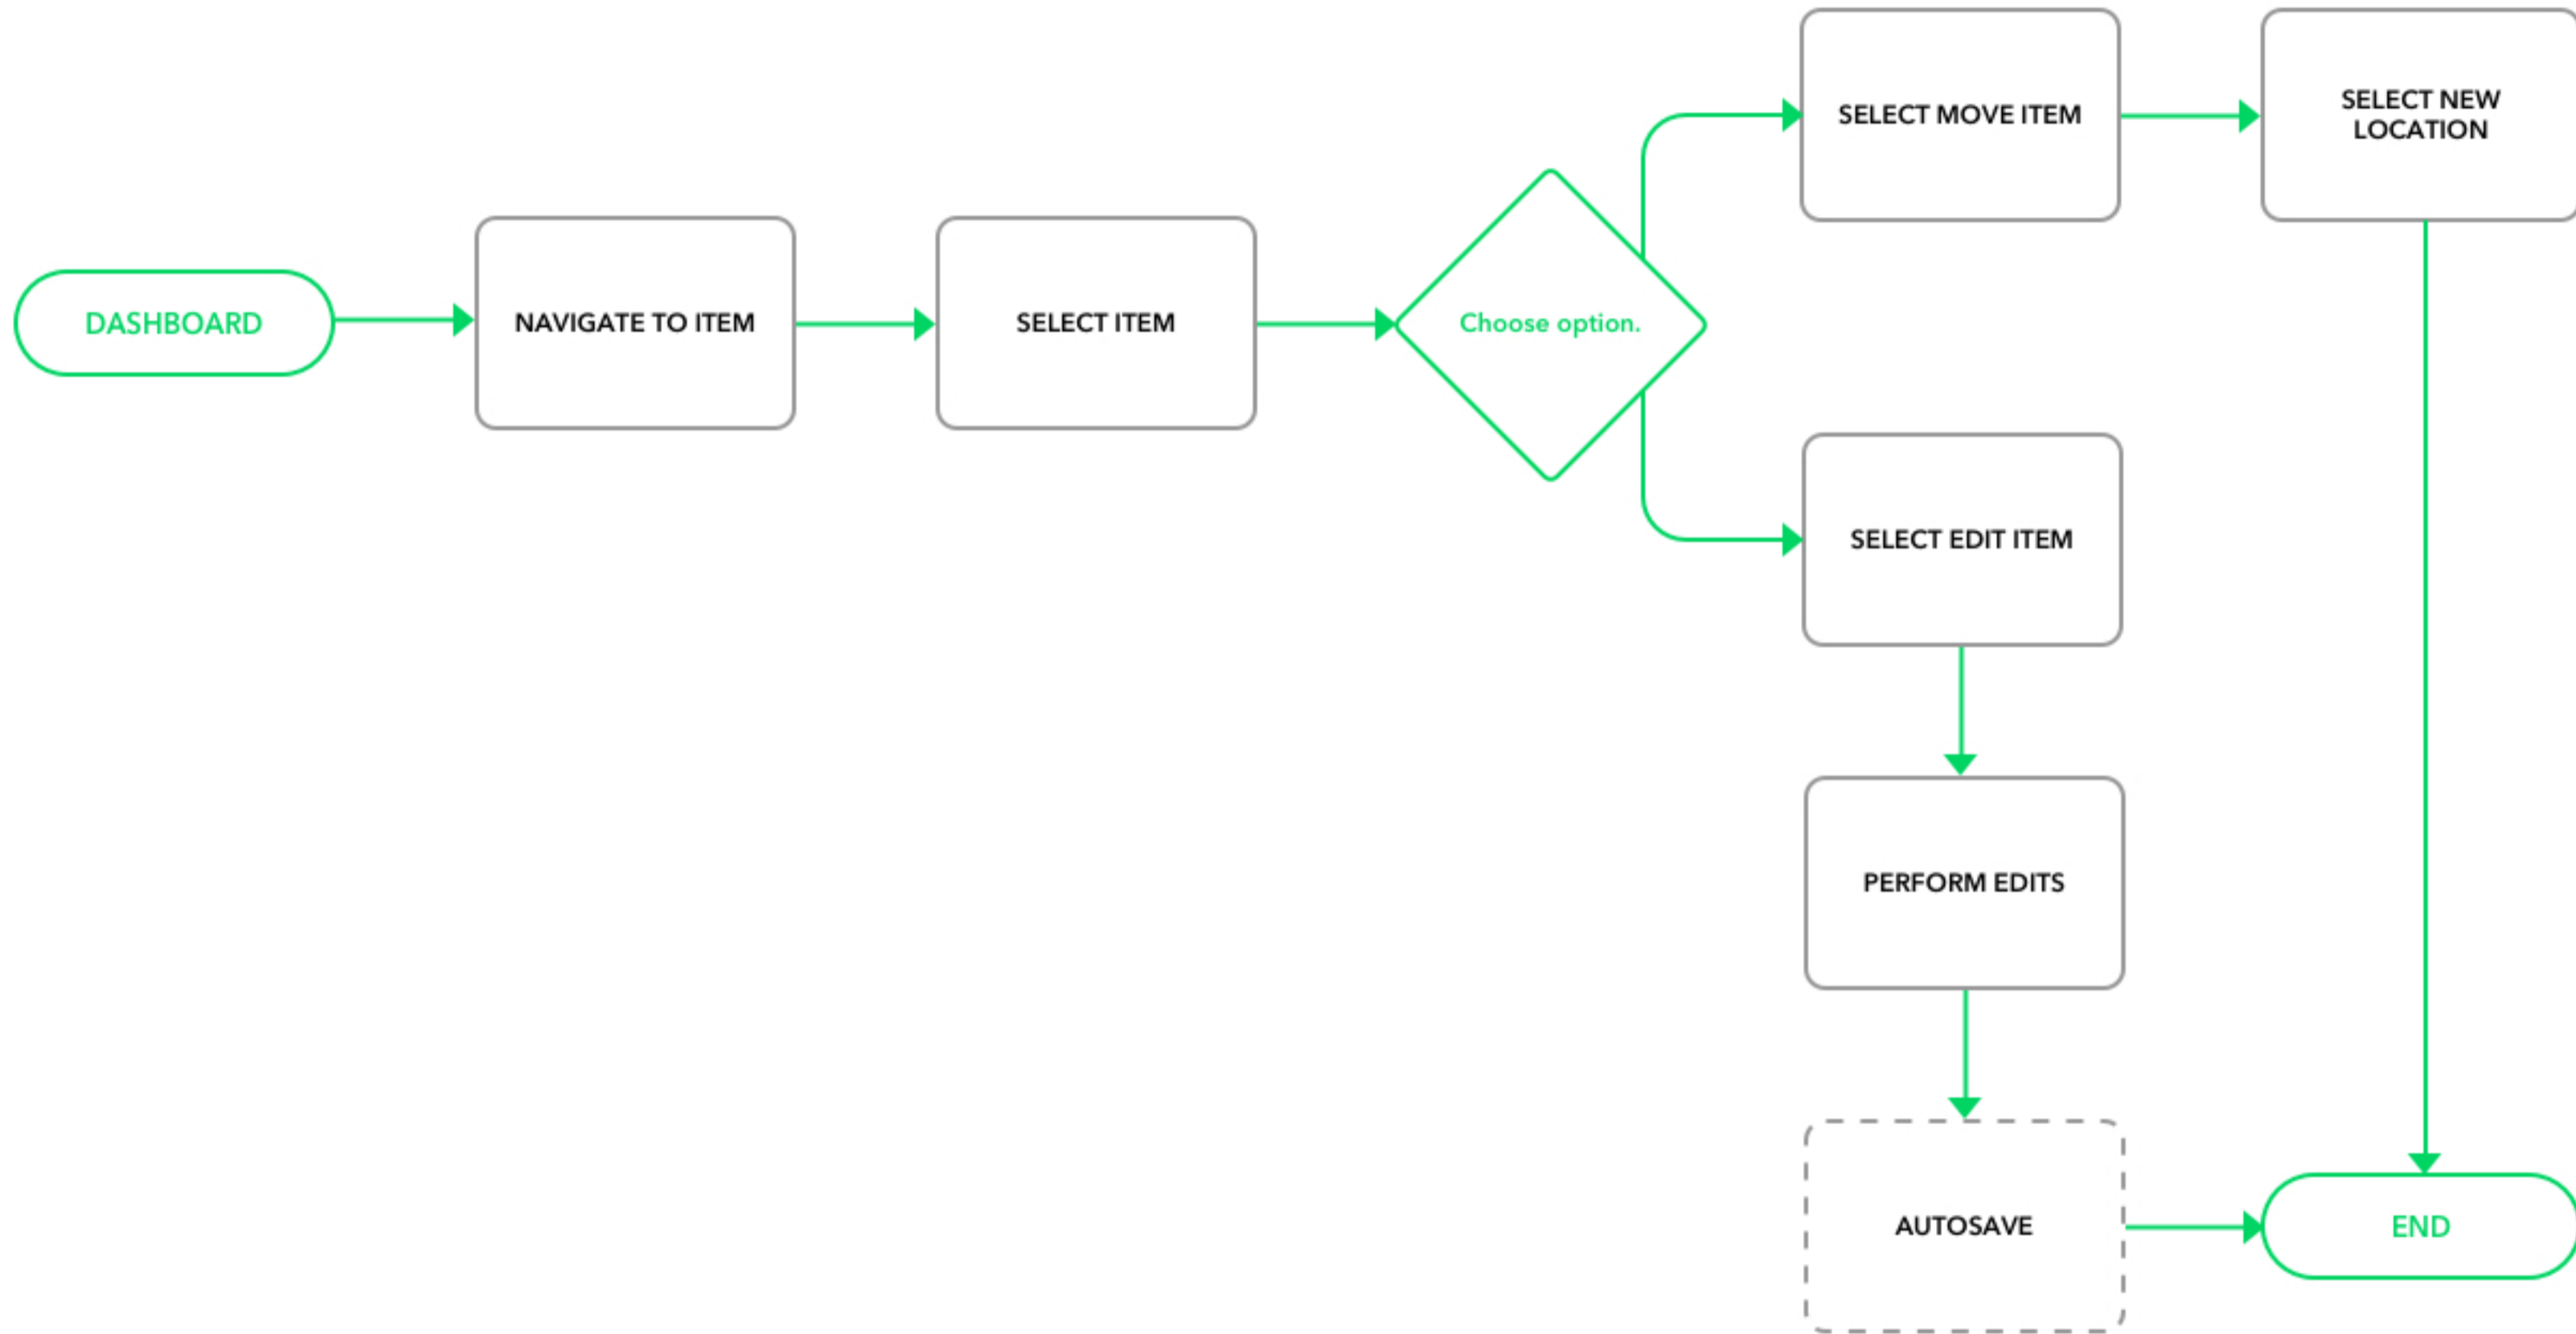 DASHBOARD
NAVIGATE TO ITEM
SELECT ITEM
Choose option.
SELECT MOVE ITEM
SELECT NEW
LOCATION
SELECT EDIT ITEM
PERFORM EDITS
AUTOSAVE
END